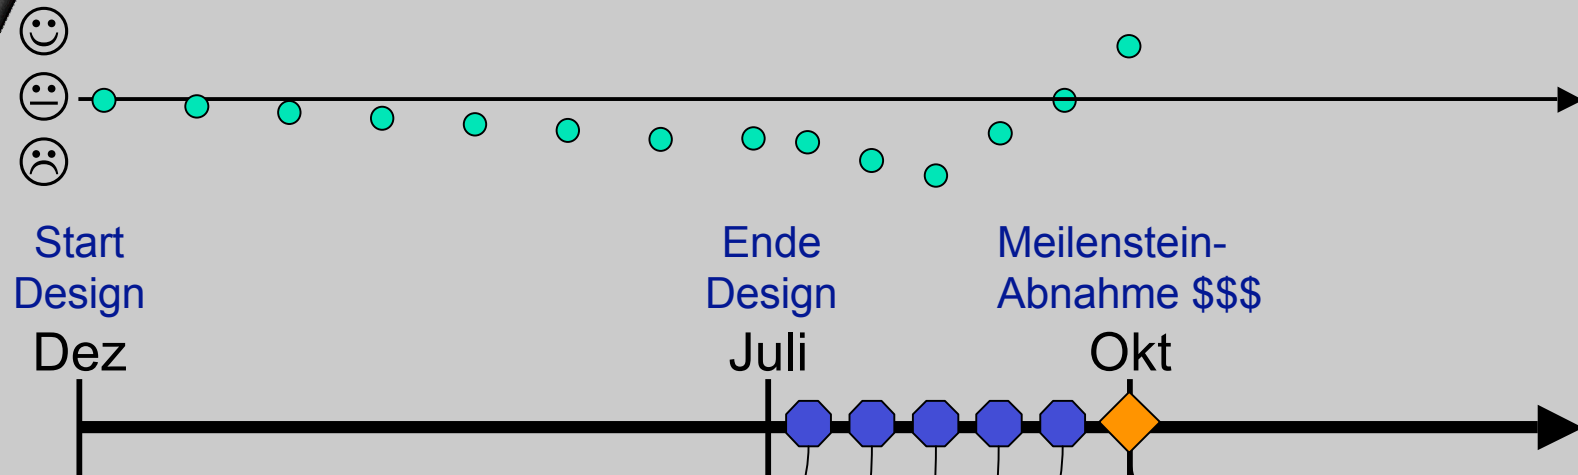 Start
Design
Ende
Design
Meilenstein-
Abnahme $$$
Dez
Juli
Okt